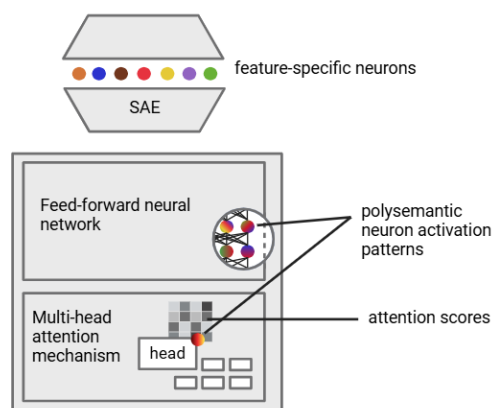 feature-specific neurons
SAE
Feed-forward neural
network
polysemantic
neuron activation
patterns
Multi-head
attention
mechanism
head
attention scores